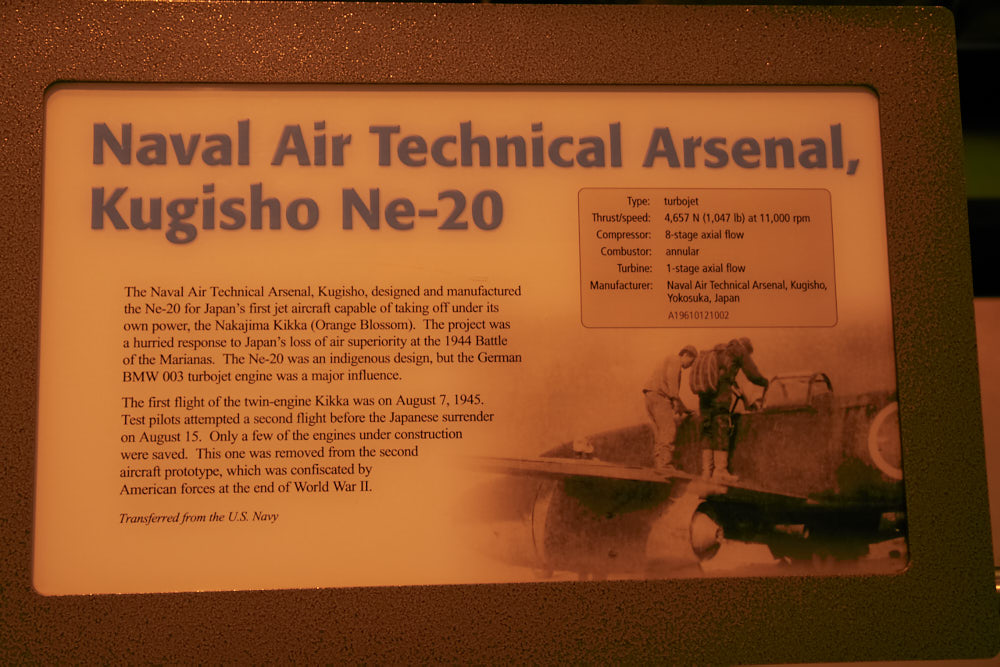 Naval Air Technical Arsenal,
Kugisho Ne-20
Type: turbojet
Thrust/speed: 4,657 N (1,047 lb) at 11,000 rpm
Compressor: 8-stage axial flow
Combustor: annular
Turbine: 1-stage axial flow
Manufacturer: Naval Air Technical Arsenal, Kugisho,
Yokosuka, Japan
A19610121002
The Naval Air Technical Arsenal, Kugisho, designed and manufactured
the Ne-20 for Japan's first jet aircraft capable of taking off under its
own power, the Nakajima Kikka (Orange Blossom). The project was
a hurried response to Japan's loss of air superiority at the 1944 Battle
of the Marianas. The Ne-20 was an indigenous design, but the German
BMW 003 turbojet engine was a major influence.
The first flight of the twin-engine Kikka was on August 7, 1945.
Test pilots attempted a second flight before the Japanese surrender
on August 15. Only a few of the engines under construction
were saved. This one was removed from the second
aircraft prototype, which was confiscated by
American forces at the end of World War II.
Transferred from the U.S. Navy